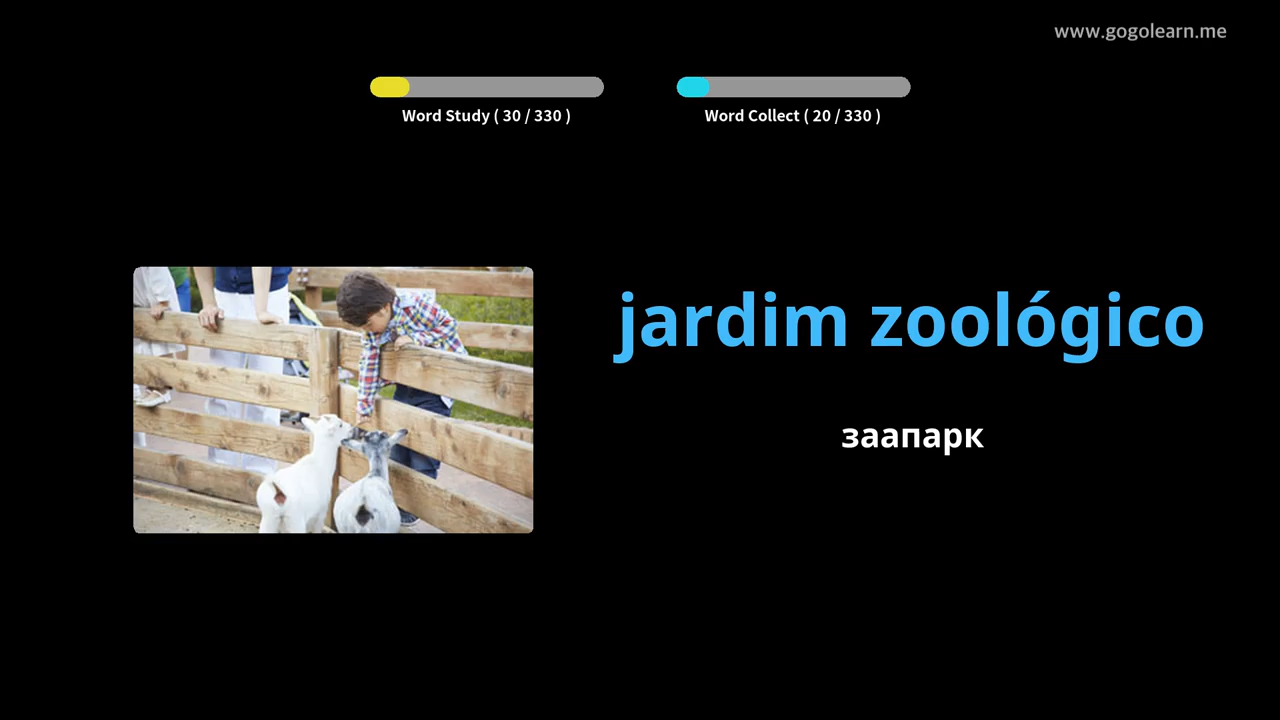 www.gogolearn.me
Word Study ( 30 / 330 )
Word Collect ( 20 / 330 )
jardim zoológico
заапарк